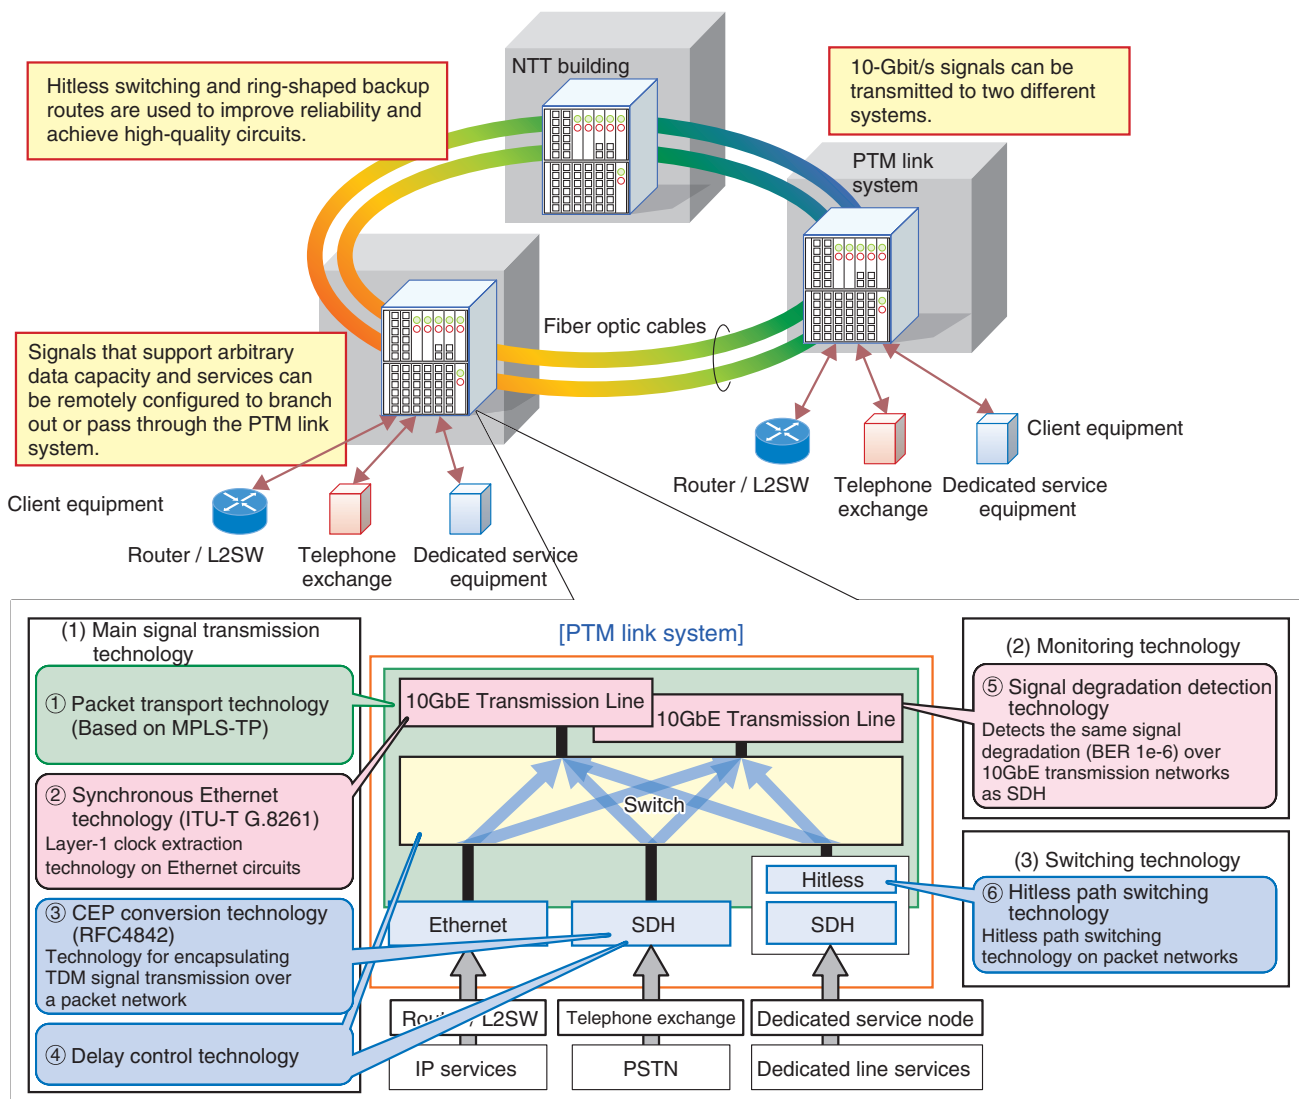 Hitless switching and ring-shaped backup
routes are used to improve reliability and
achieve high-quality circuits.
NTT building
10-Gbit/s signals can be
transmitted to two different
systems.
PTM link
system
Fiber optic cables
Signals that support arbitrary
data capacity and services can
be remotely configured to branch
out or pass through the PTM link
system.
Client equipment
Router / L2SW
Telephone
exchange
Dedicated service
equipment
Client equipment
Router / L2SW
Telephone
exchange
Dedicated service
equipment
[PTM link system]
(1) Main signal transmission
technology
① Packet transport technology
(Based on MPLS-TP)
② Synchronous Ethernet
technology (ITU-T G.8261)
Layer-1 clock extraction
technology on Ethernet circuits
③ CEP conversion technology
(RFC4842)
Technology for encapsulating
TDM signal transmission over
a packet network
④ Delay control technology
10GbE Transmission Line
10GbE Transmission Line
Switch
Hitless
Ethernet
SDH
SDH
Router / L2SW
Telephone exchange
Dedicated service node
IP services
PSTN
Dedicated line services
(2) Monitoring technology
⑤ Signal degradation detection
technology
Detects the same signal
degradation (BER 1e-6) over
10GbE transmission networks
as SDH
(3) Switching technology
⑥ Hitless path switching
technology
Hitless path switching
technology on packet networks